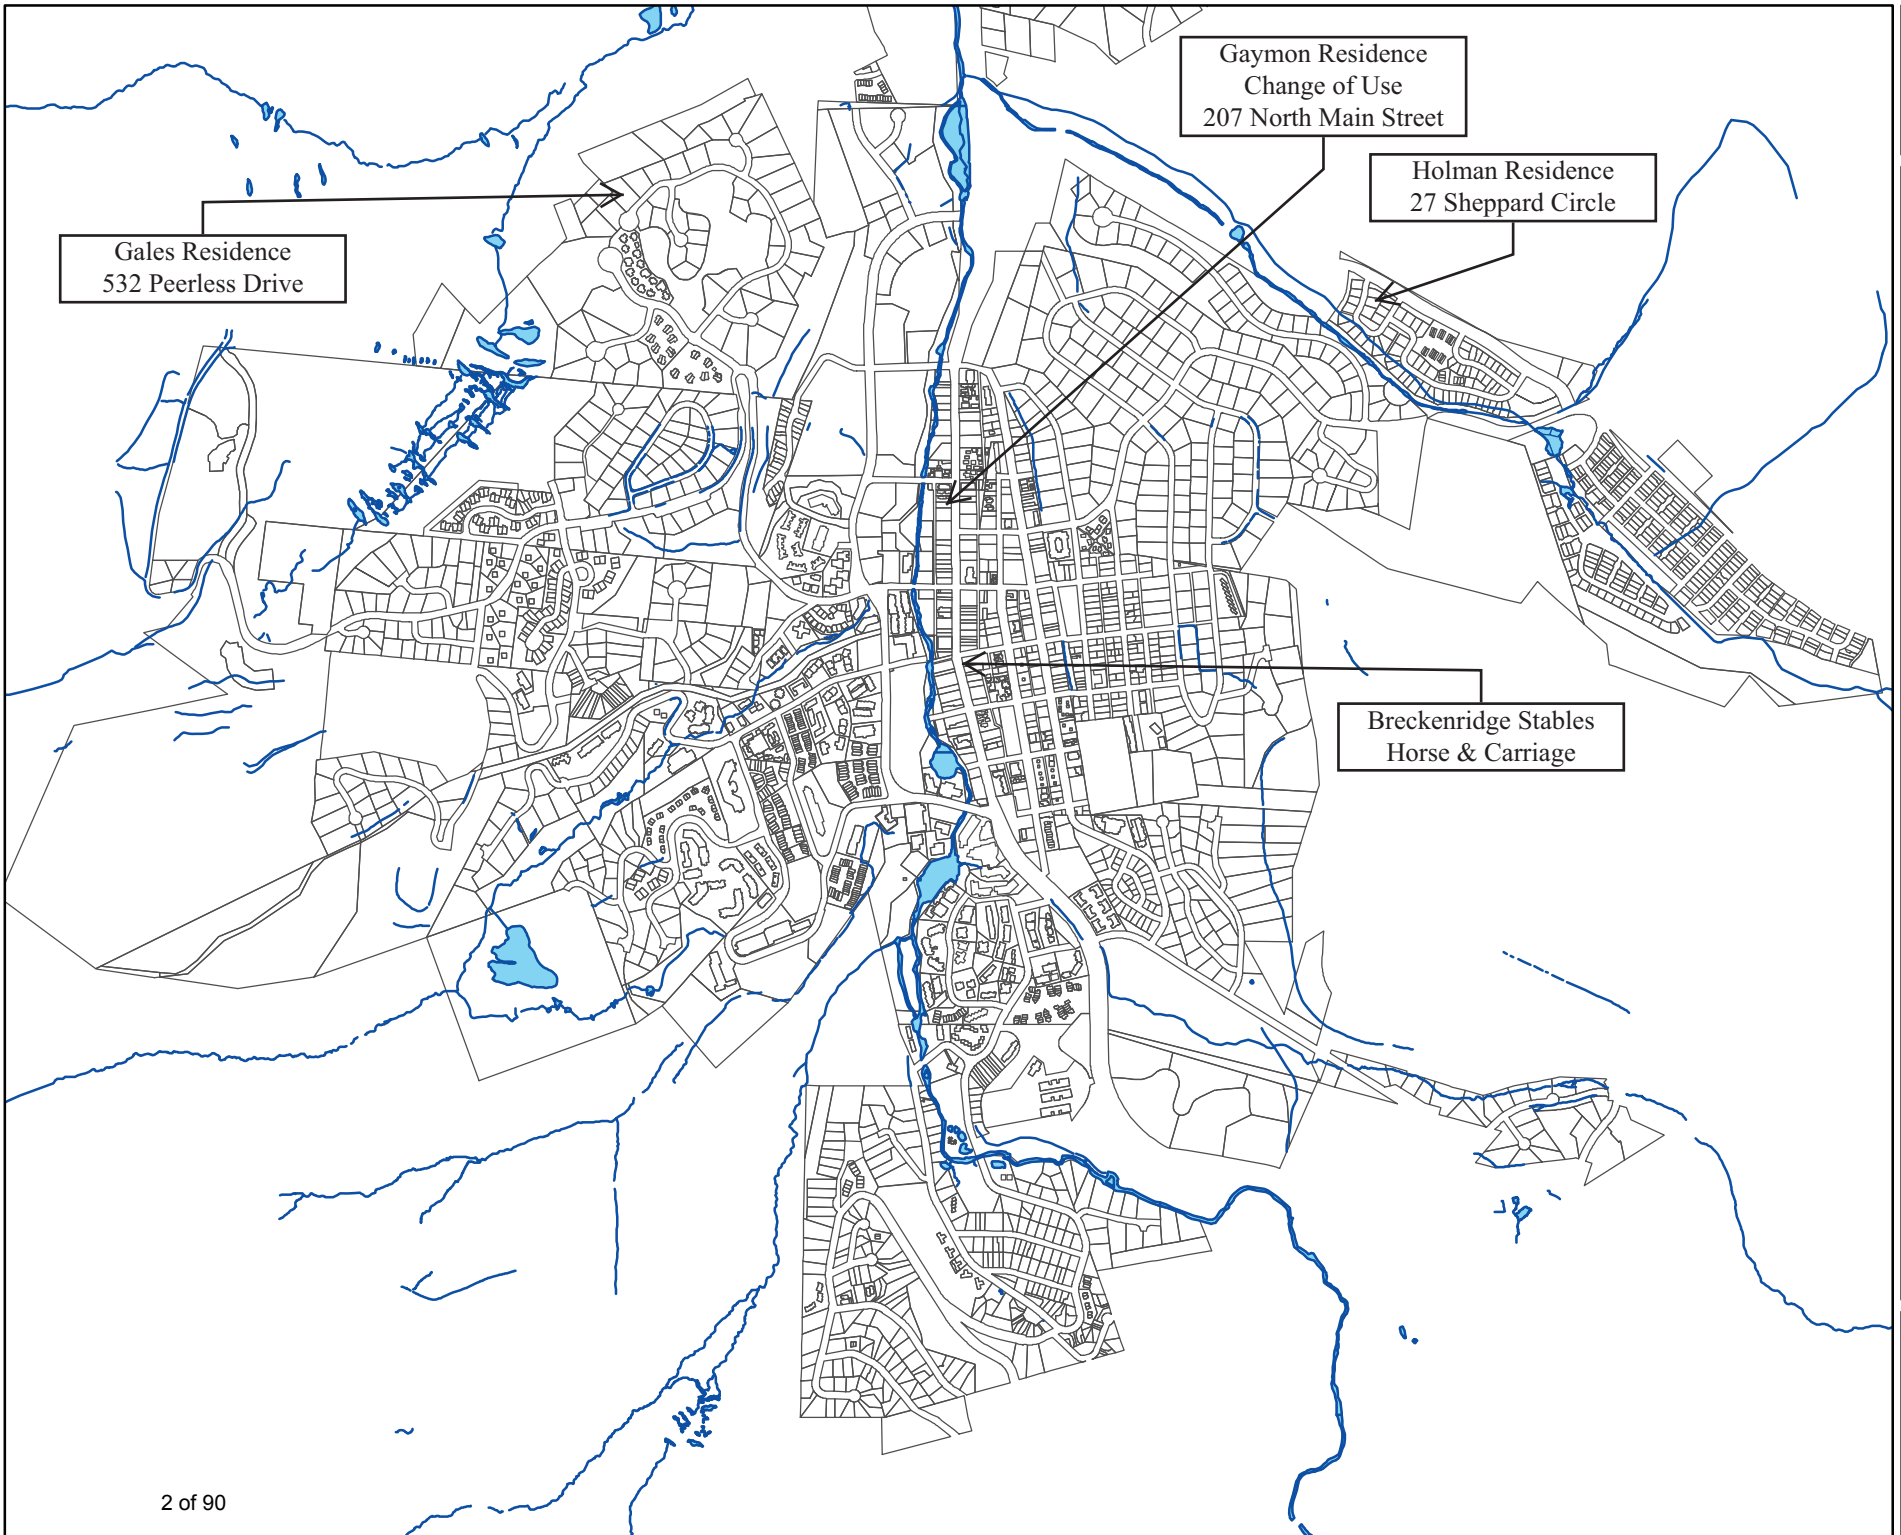 Gaymon Residence
Change of Use
207 North Main Street
Holman Residence
27 Sheppard Circle
Gales Residence
532 Peerless Drive
Breckenridge Stables
Horse & Carriage
2 of 90